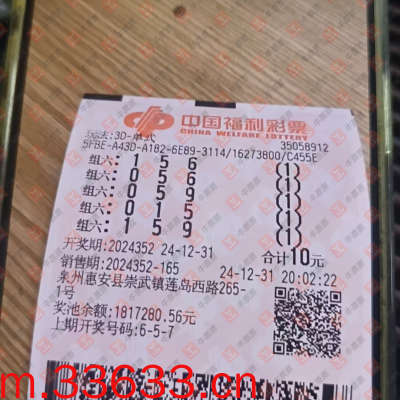 中国福利彩票
CHINA WELFARE LOTTERY
玩法:3D-单式
35058912
5FBE-A43D-A182-6E89-3114/16273800/C455E
组六: 1 5 6 (1)
组六: 0 5 6 (1)
组六: 0 5 9 (1)
组六: 0 1 5 (1)
组六: 1 5 9 (1)
开奖期:2024352 24-12-31 合计10元
销售期:2024352-165 24-12-31 20:02:22
泉州惠安县崇武镇莲岛西路265-
1号
奖池余额:1817280.56元
上期开奖号码:6-5-7
m.33633.cn